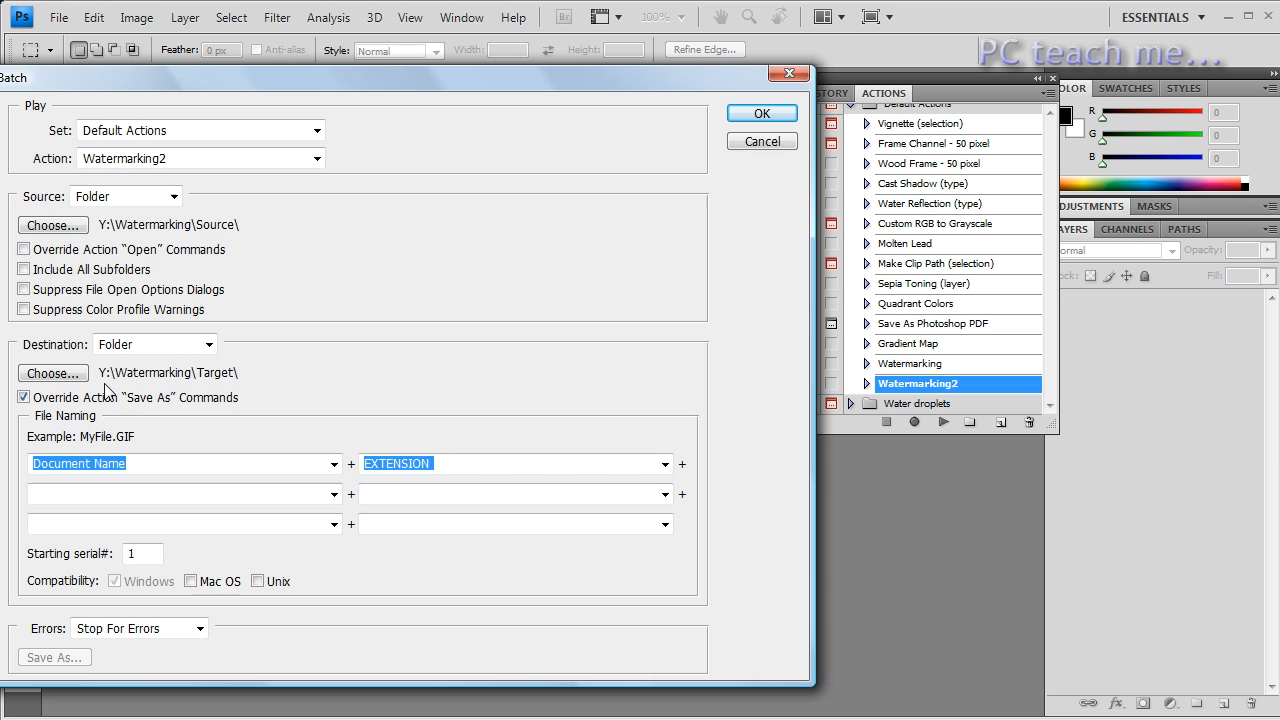 Ps File Edit Image Layer Select Filter Analysis 3D View Window Help Br 100% ESSENTIALS
Feather: 0 px Anti-alias Style: Normal Width: Height: Refine Edge...
PC teach me...
Batch
Play
Set: Default Actions
Action: Watermarking2
OK
Cancel
Source: Folder
Choose... Y:\Watermarking\Source\
Override Action "Open" Commands
Include All Subfolders
Suppress File Open Options Dialogs
Suppress Color Profile Warnings
Destination: Folder
Choose... Y:\Watermarking\Target\
Override Action "Save As" Commands
File Naming
Example: MyFile.GIF
Document Name + EXTENSION +
+ +
+
Starting serial#: 1
Compatibility: Windows Mac OS Unix
Errors: Stop For Errors
Save As...
STORY ACTIONS
Default Actions
Vignette (selection)
Frame Channel - 50 pixel
Wood Frame - 50 pixel
Cast Shadow (type)
Water Reflection (type)
Custom RGB to Grayscale
Molten Lead
Make Clip Path (selection)
Sepia Toning (layer)
Quadrant Colors
Save As Photoshop PDF
Gradient Map
Watermarking
Watermarking2
Water droplets
OLOR SWATCHES STYLES
R 0
G 0
B 0
DJUSTMENTS MASKS
AYERS CHANNELS PATHS
ormal Opacity:
ock: Fill:
fx